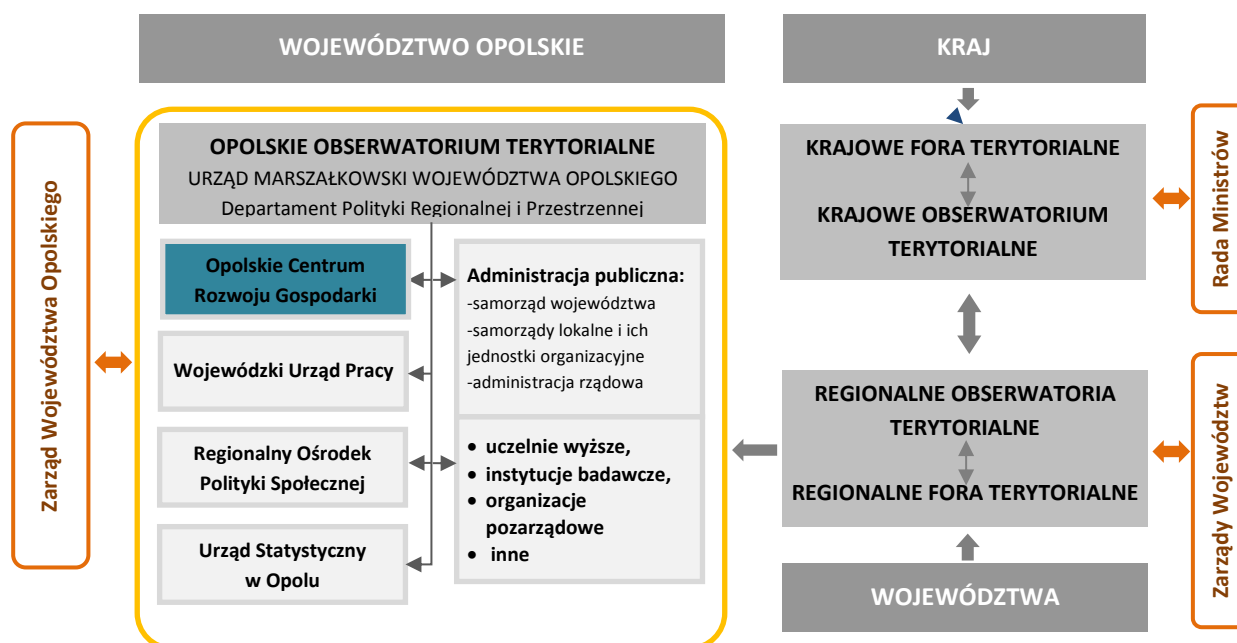 WOJEWÓDZTWO OPOLSKIE
KRAJ
Zarząd Województwa Opolskiego
OPOLSKIE OBSERWATORIUM TERYTORIALNE
URZĄD MARSZAŁKOWSKI WOJEWÓDZTWA OPOLSKIEGO
Departament Polityki Regionalnej i Przestrzennej
Opolskie Centrum
Rozwoju Gospodarki
Wojewódzki Urząd Pracy
Regionalny Ośrodek
Polityki Społecznej
Urząd Statystyczny
w Opolu
Administracja publiczna:
-samorząd województwa
-samorządy lokalne i ich
jednostki organizacyjne
-administracja rządowa
• uczelnie wyższe,
• instytucje badawcze,
• organizacje
pozarządowe
• inne
KRAJOWE FORA TERYTORIALNE
KRAJOWE OBSERWATORIUM
TERYTORIALNE
Rada Ministrów
REGIONALNE OBSERWATORIA
TERYTORIALNE
REGIONALNE FORA TERYTORIALNE
Zarządy Województw
WOJEWÓDZTWA